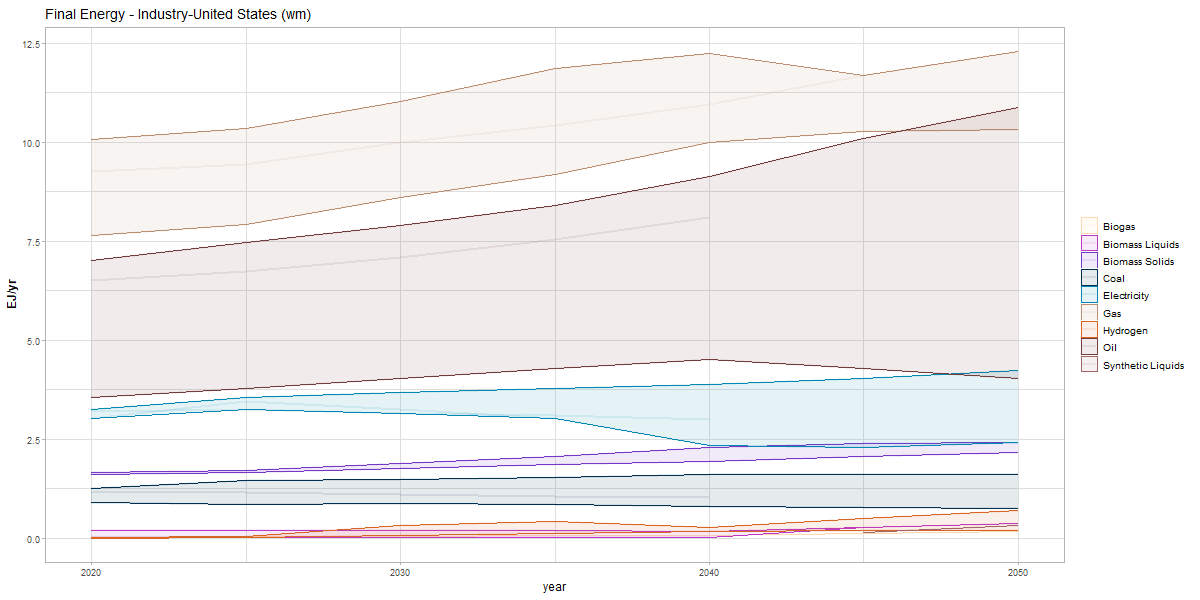 Final Energy - Industry-United States (wm)
12.5
10.0
7.5
5.0
2.5
0.0
EJ/yr
2020
2030
2040
2050
year
Biogas
Biomass Liquids
Biomass Solids
Coal
Electricity
Gas
Hydrogen
Oil
Synthetic Liquids